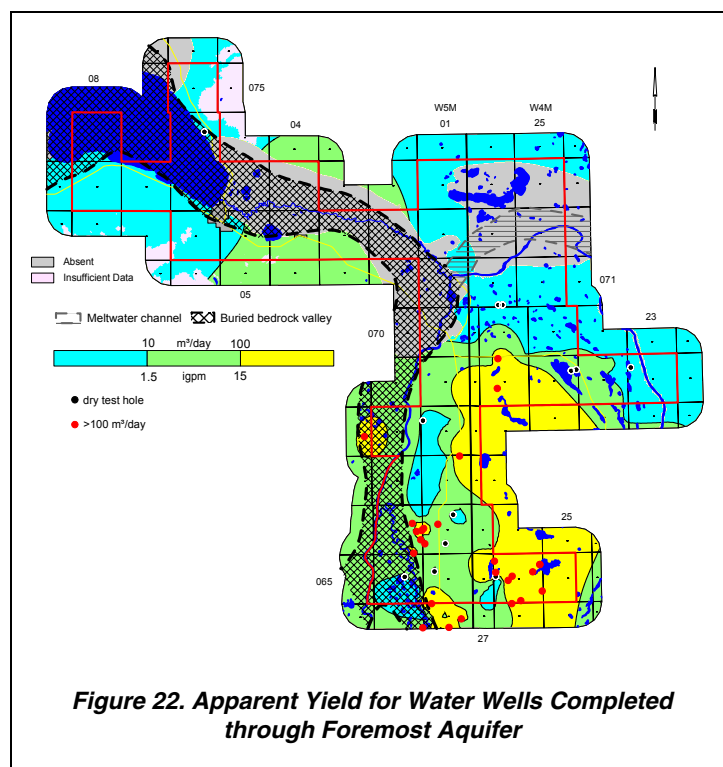 08
075
04
W5M
W4M
01
25
Absent
Insufficient Data
05
071
Meltwater channel
Buried bedrock valley
23
070
10 m³/day 100
1.5 igpm 15
dry test hole
>100 m³/day
25
065
27
Figure 22. Apparent Yield for Water Wells Completed
through Foremost Aquifer